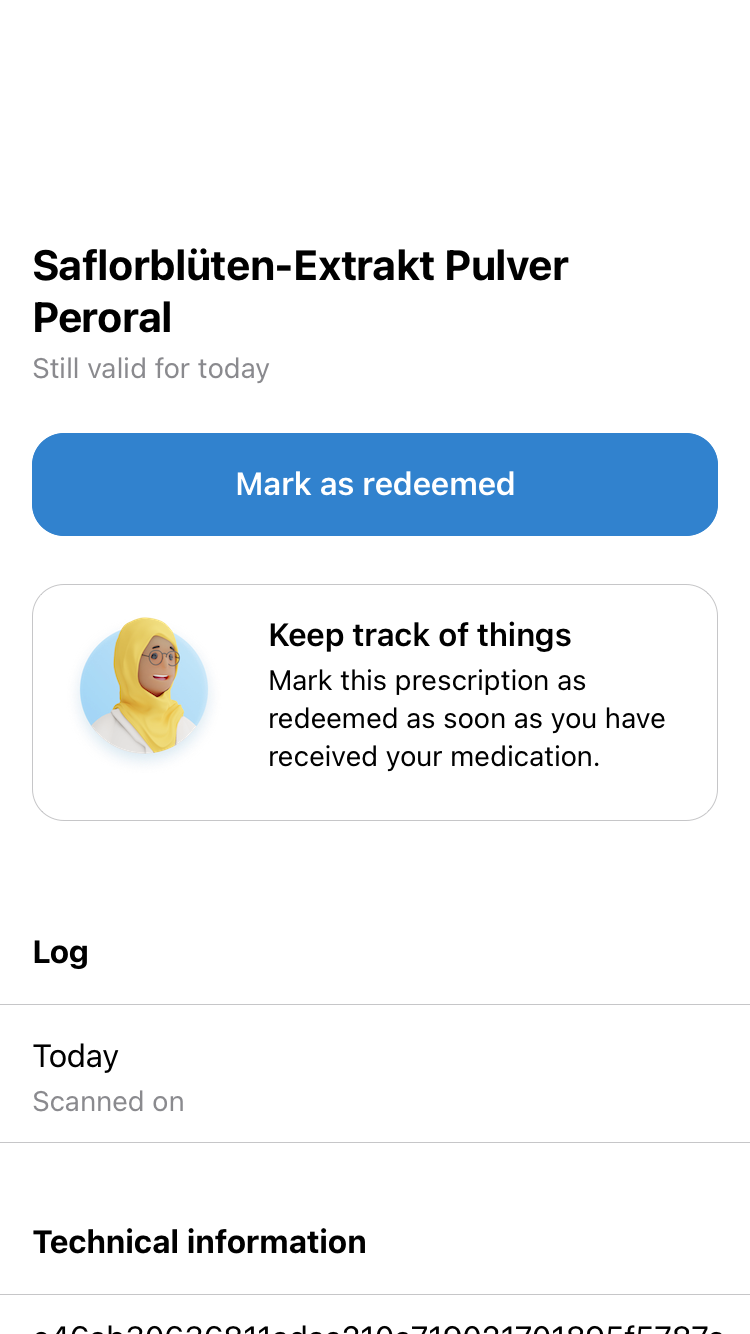 Saflorblüten-Extrakt Pulver
Peroral
Still valid for today
Mark as redeemed
Keep track of things
Mark this prescription as
redeemed as soon as you have
received your medication.
Log
Today
Scanned on
Technical information